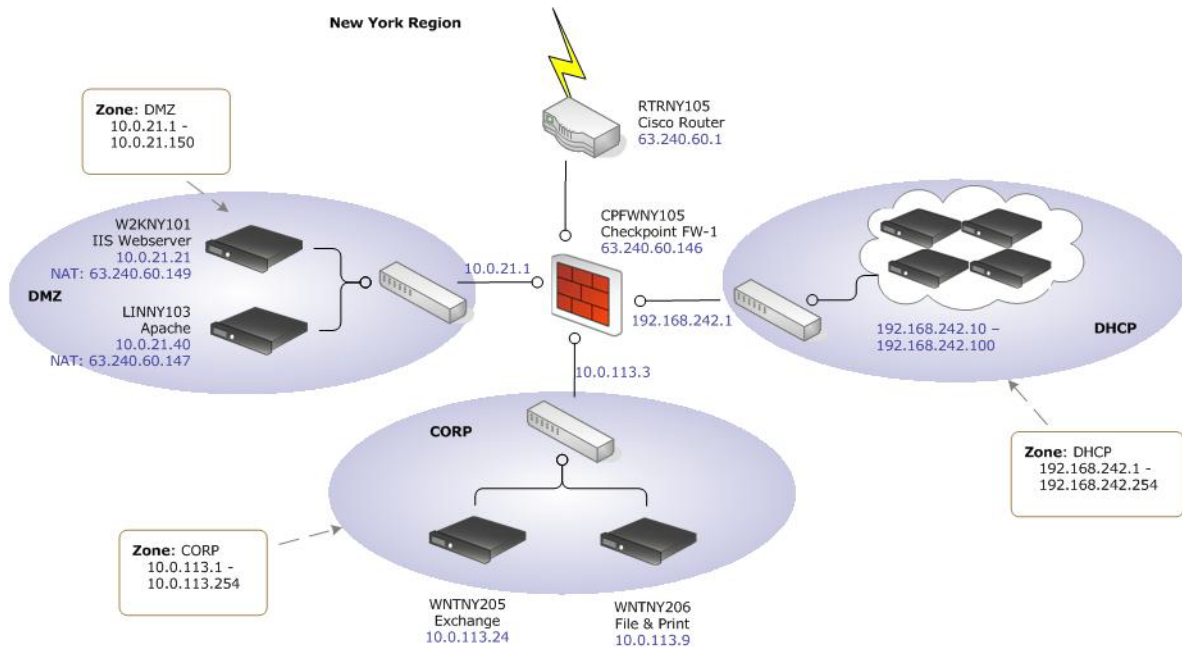 New York Region
Zone: DMZ
10.0.21.1 -
10.0.21.150
RTRNY105
Cisco Router
63.240.60.1
W2KNY101
IIS Webserver
10.0.21.21
NAT: 63.240.60.149
DMZ
LINNY103
Apache
10.0.21.40
NAT: 63.240.60.147
10.0.21.1
CPFWNY105
Checkpoint FW-1
63.240.60.146
192.168.242.1
192.168.242.10 –
192.168.242.100
DHCP
10.0.113.3
CORP
Zone: DHCP
192.168.242.1 -
192.168.242.254
Zone: CORP
10.0.113.1 -
10.0.113.254
WNTNY205
Exchange
10.0.113.24
WNTNY206
File & Print
10.0.113.9